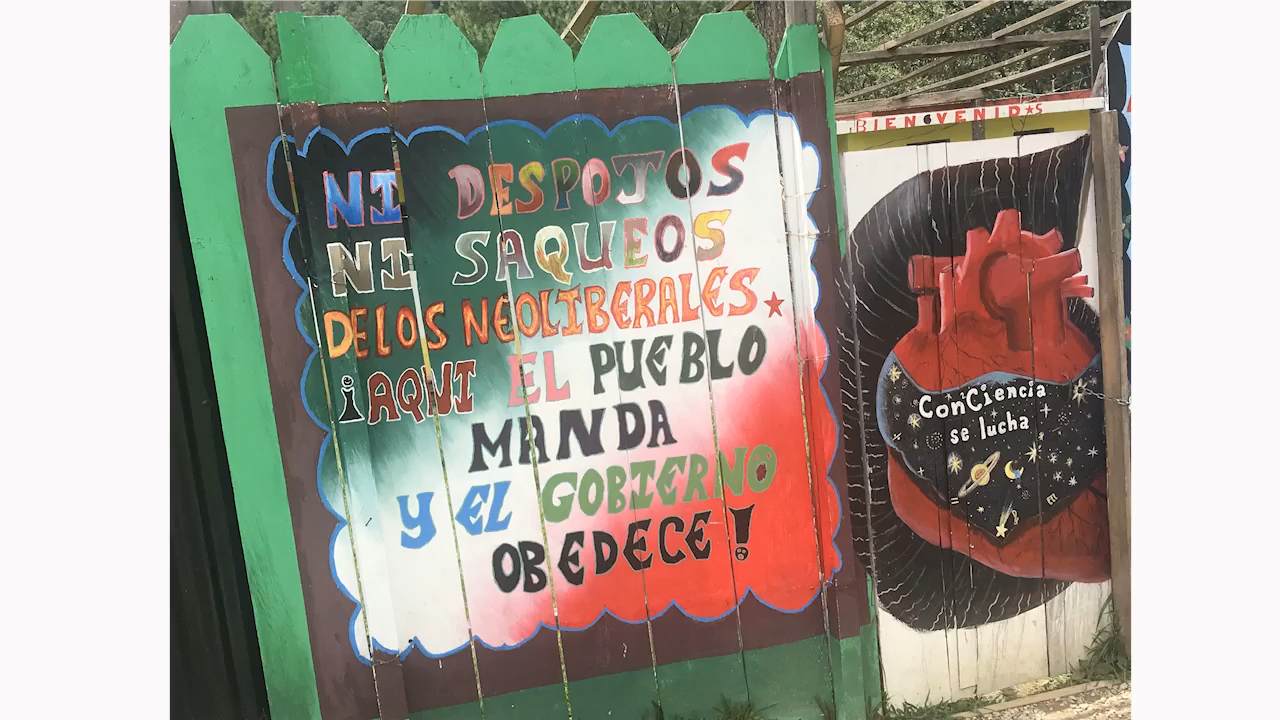 NI DESPOJOS
NI SAQUEOS
DE LOS NEOLIBERALES.
¡AQUI EL PUEBLO
MANDA
Y EL GOBIERNO
OBEDECE!
BIENVENID★S
ConCiencia
se lucha